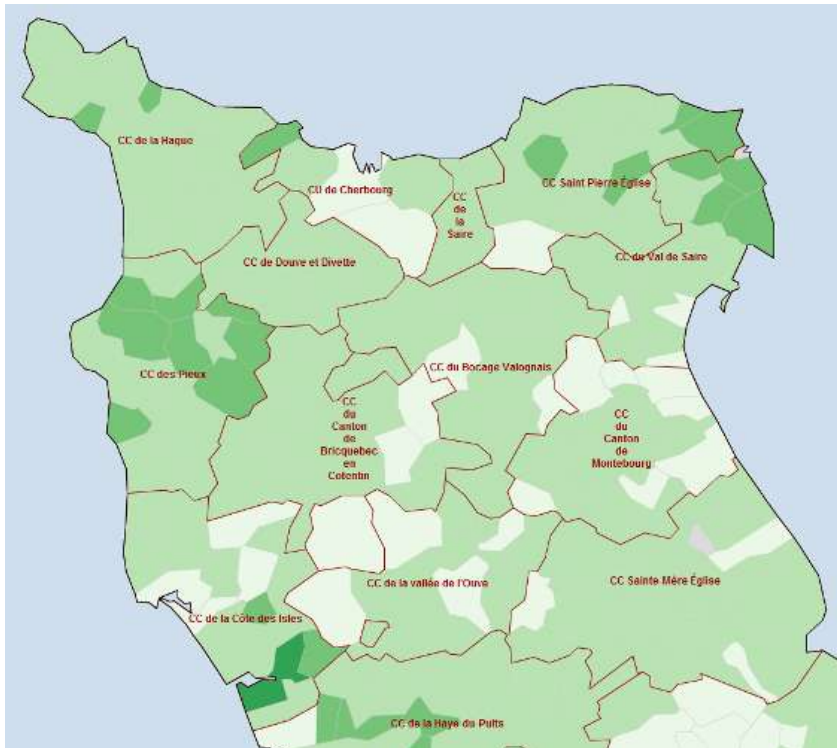 CC de la Hague
CU de Cherbourg
CC
de
la
Saire
CC Saint Pierre Église
CC de Douve et Divette
CC du Val de Saire
CC des Pieux
CC du Bocage Valognais
CC
du
Canton
de
Bricquebec
en
Cotentin
CC
du
Canton
de
Montebourg
CC de la vallée de l'Ouve
CC Sainte Mère Église
CC de la Côte des Isles
CC de la Haye du Puits